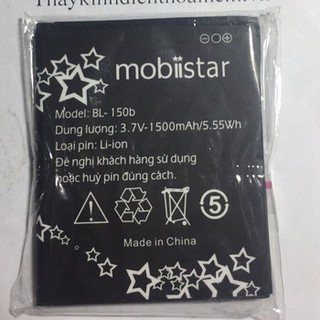 mobiistar
Model: BL- 150b
Dung lượng: 3.7V-1500mAh/5.55Wh
Loại pin: Li-ion
Đề nghị khách hàng sử dụng
hoặc huỷ pin đúng cách.
5
Made in China